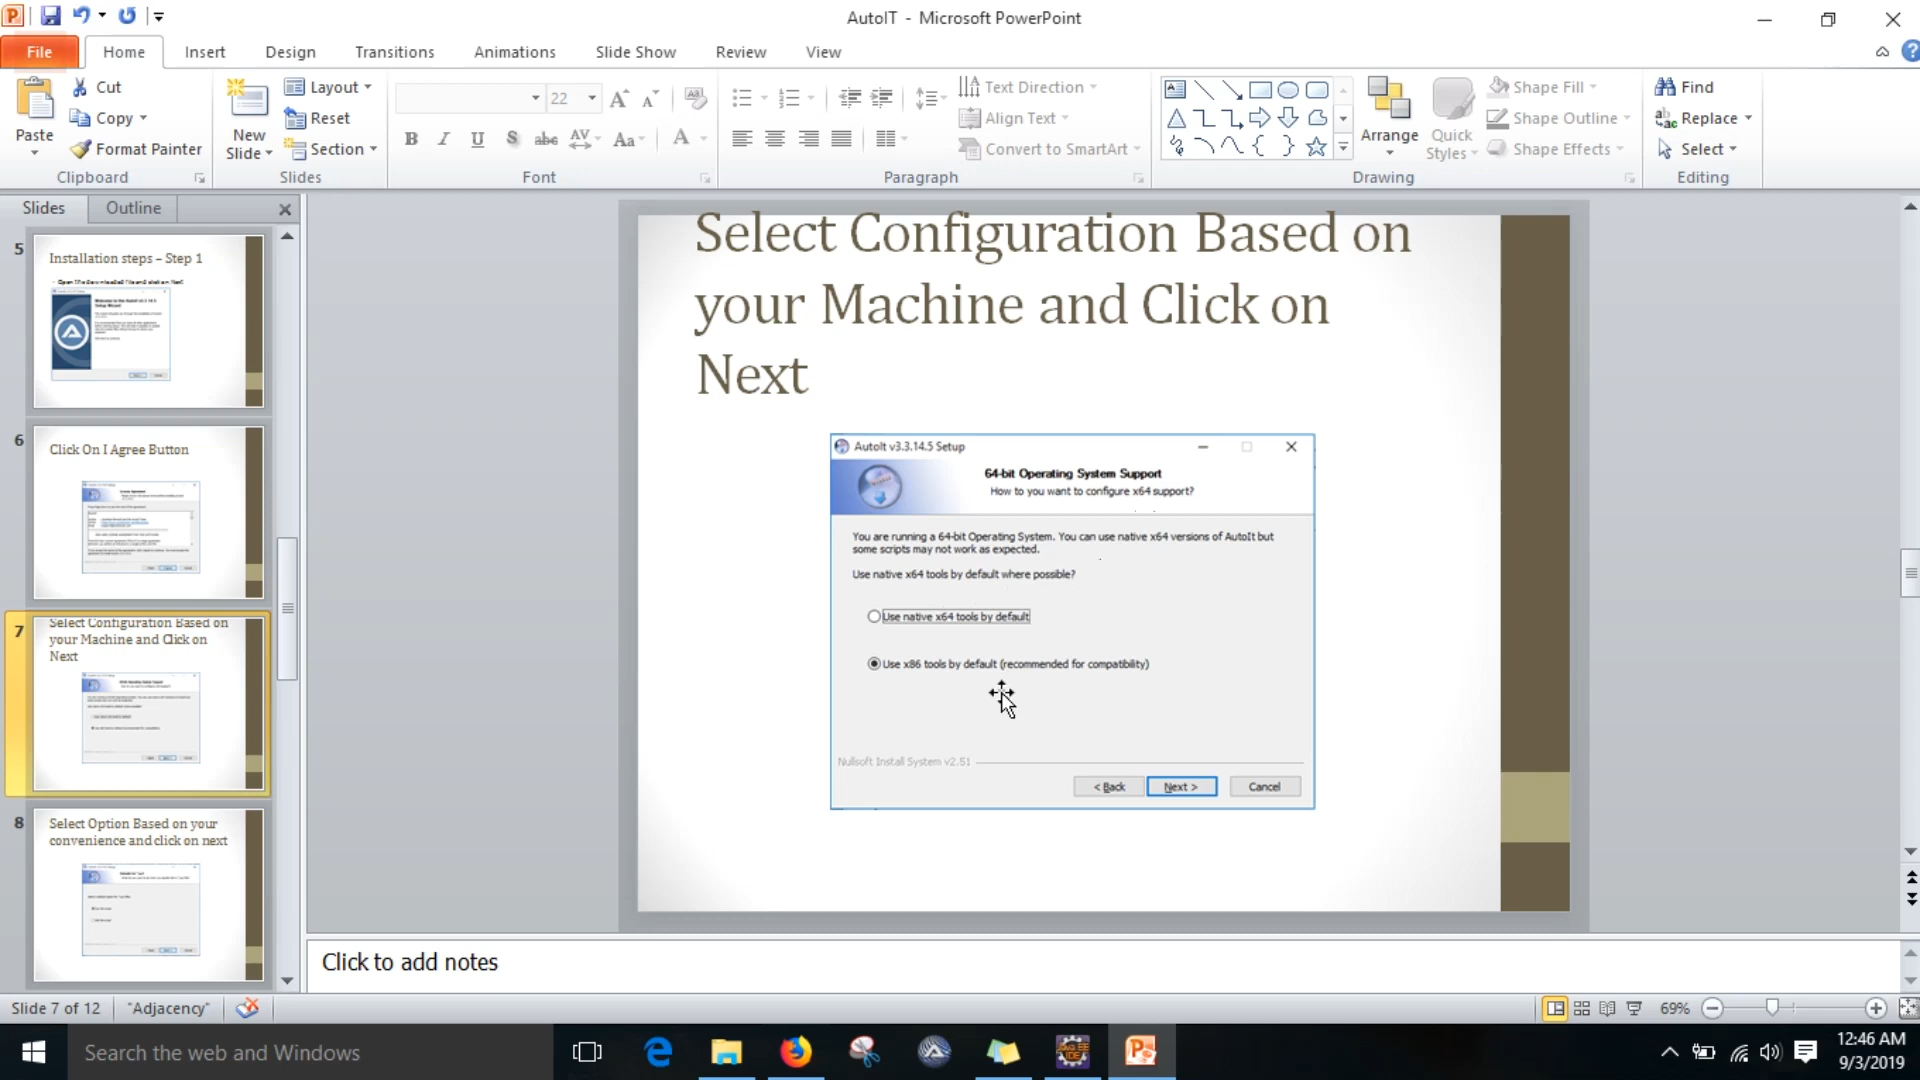 AutoIT - Microsoft PowerPoint
File Home Insert Design Transitions Animations Slide Show Review View
Paste
Cut
Copy
Format Painter
Clipboard
New Slide
Layout
Reset
Section
Slides
22
Font
Text Direction
Align Text
Convert to SmartArt
Paragraph
Arrange
Quick Styles
Shape Fill
Shape Outline
Shape Effects
Drawing
Find
Replace
Select
Editing
Slides Outline
5
Installation steps – Step 1
6
Click On I Agree Button
7
Select Configuration Based on
your Machine and Click on
Next
8
Select Option Based on your
convenience and click on next
Select Configuration Based on
your Machine and Click on
Next
AutoIt v3.3.14.5 Setup
64-bit Operating System Support
How to you want to configure x64 support?
You are running a 64-bit Operating System. You can use native x64 versions of AutoIt but
some scripts may not work as expected.
Use native x64 tools by default where possible?
Use native x64 tools by default
Use x86 tools by default (recommended for compatibility)
Nullsoft Install System v2.51
< Back Next > Cancel
Click to add notes
Slide 7 of 12 "Adjacency" 69%
Search the web and Windows
12:46 AM
9/3/2019